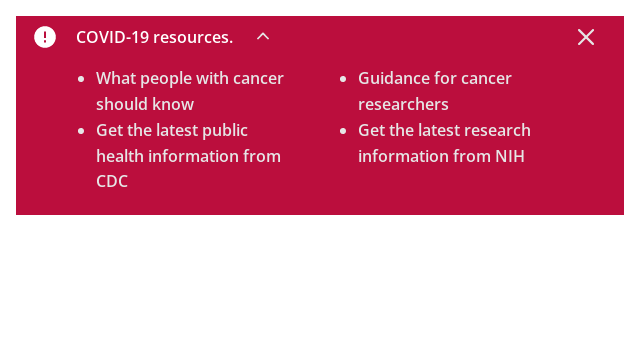 COVID-19 resources.
What people with cancer
should know
Get the latest public
health information from
CDC
Guidance for cancer
researchers
Get the latest research
information from NIH